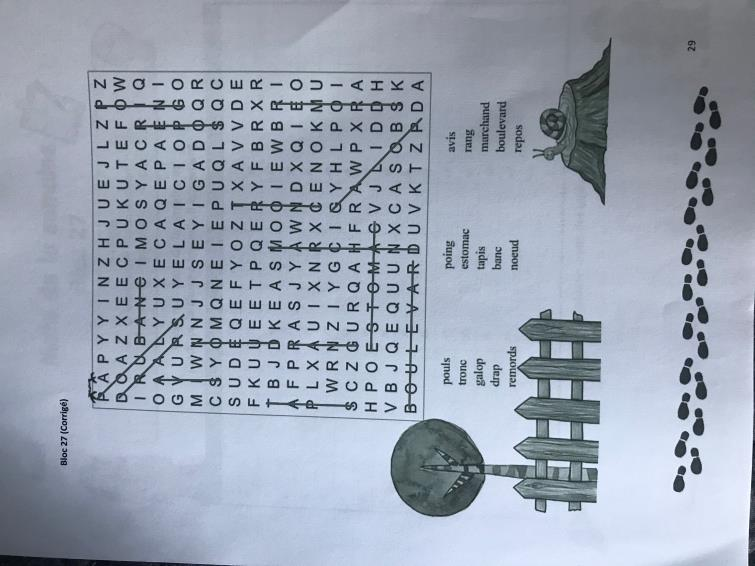 Bloc 27 (Corrigé)
P A P Y Y I N Z H J U E J L Z P Z
D O A Z X E E C P U K U T E F O W
I R U B A N C I M O S Y A C R I Q
O A A L Y U X E C A Q E P A E N I
G Y U P S U Y E L A I C I O P G O
M I W N N J J S E Y I G A D O Q R
C S Y O M Q N E I E P U Q L S Q C
S U D E Q E F Y O Z T X A V V D E
F K U U E E T P Q E R Y F B R X R
T B J D K E A S M O O I E W B R I
A F P R A S J Y A W N D X Q I E O
P L X A U I X N R X C E N O K M U
I W R N Z I Y G C I G Y H L P O I
S C Z G U R Q A H F R A W P X R A
H P O E S T O M A C V J L I D D H
V B J Q E Q U U N X C A S O B S K
B O U L E V A R D U V K T Z P D A
pouls
tronc
galop
drap
remords
poing
estomac
tapis
banc
noeud
avis
rang
marchand
boulevard
repos
29